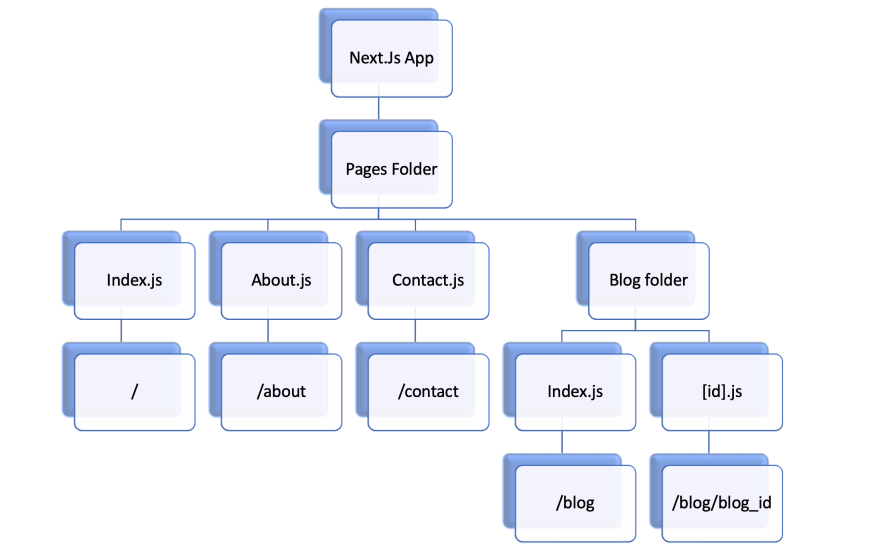 Next.Js App
Pages Folder
Index.js
About.js
Contact.js
Blog folder
/
/about
/contact
Index.js
[id].js
/blog
/blog/blog_id